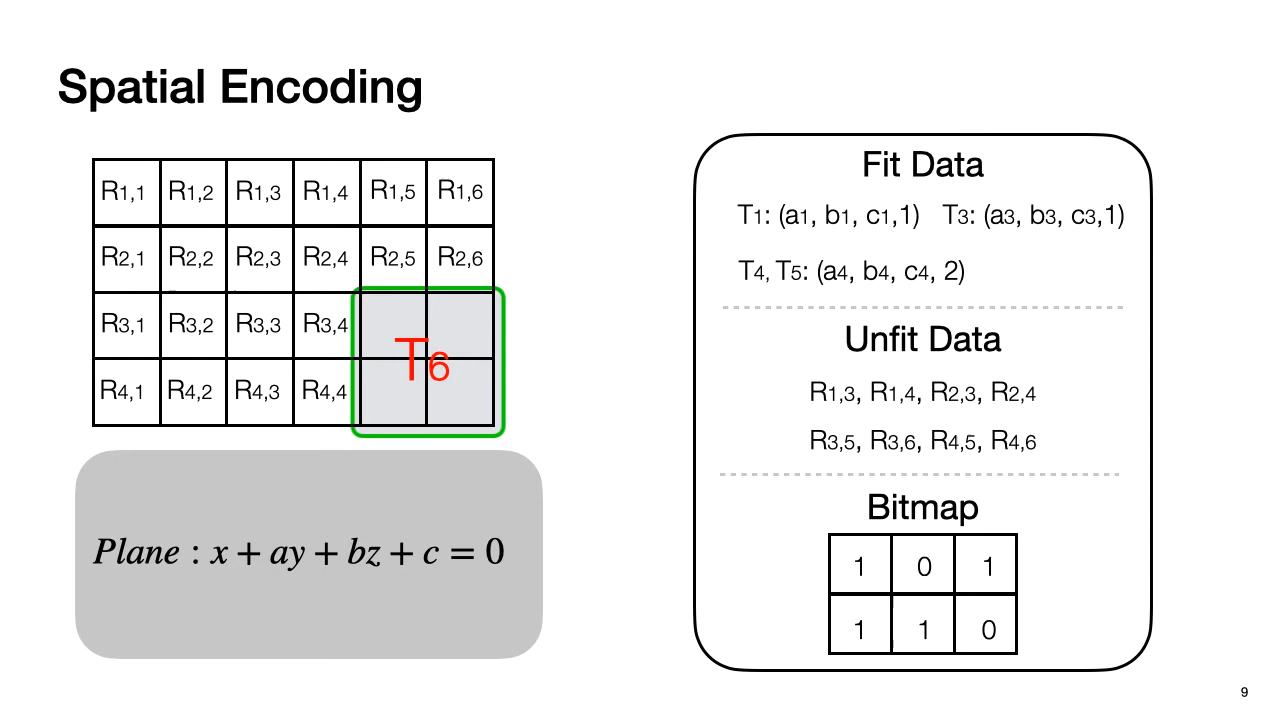 Spatial Encoding
R1,1 R1,2 R1,3 R1,4 R1,5 R1,6
R2,1 R2,2 R2,3 R2,4 R2,5 R2,6
R3,1 R3,2 R3,3 R3,4
T6
R4,1 R4,2 R4,3 R4,4
Plane : x + ay + bz + c = 0
Fit Data
T1: (a1, b1, c1,1) T3: (a3, b3, c3,1)
T4, T5: (a4, b4, c4, 2)
Unfit Data
R1,3, R1,4, R2,3, R2,4
R3,5, R3,6, R4,5, R4,6
Bitmap
1 0 1
1 1 0
9